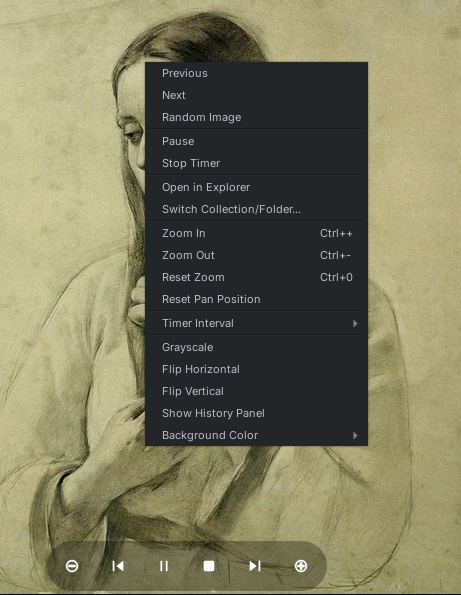 Previous
Next
Random Image
Pause
Stop Timer
Open in Explorer
Switch Collection/Folder...
Zoom In Ctrl++
Zoom Out Ctrl+-
Reset Zoom Ctrl+0
Reset Pan Position
Timer Interval
Grayscale
Flip Horizontal
Flip Vertical
Show History Panel
Background Color